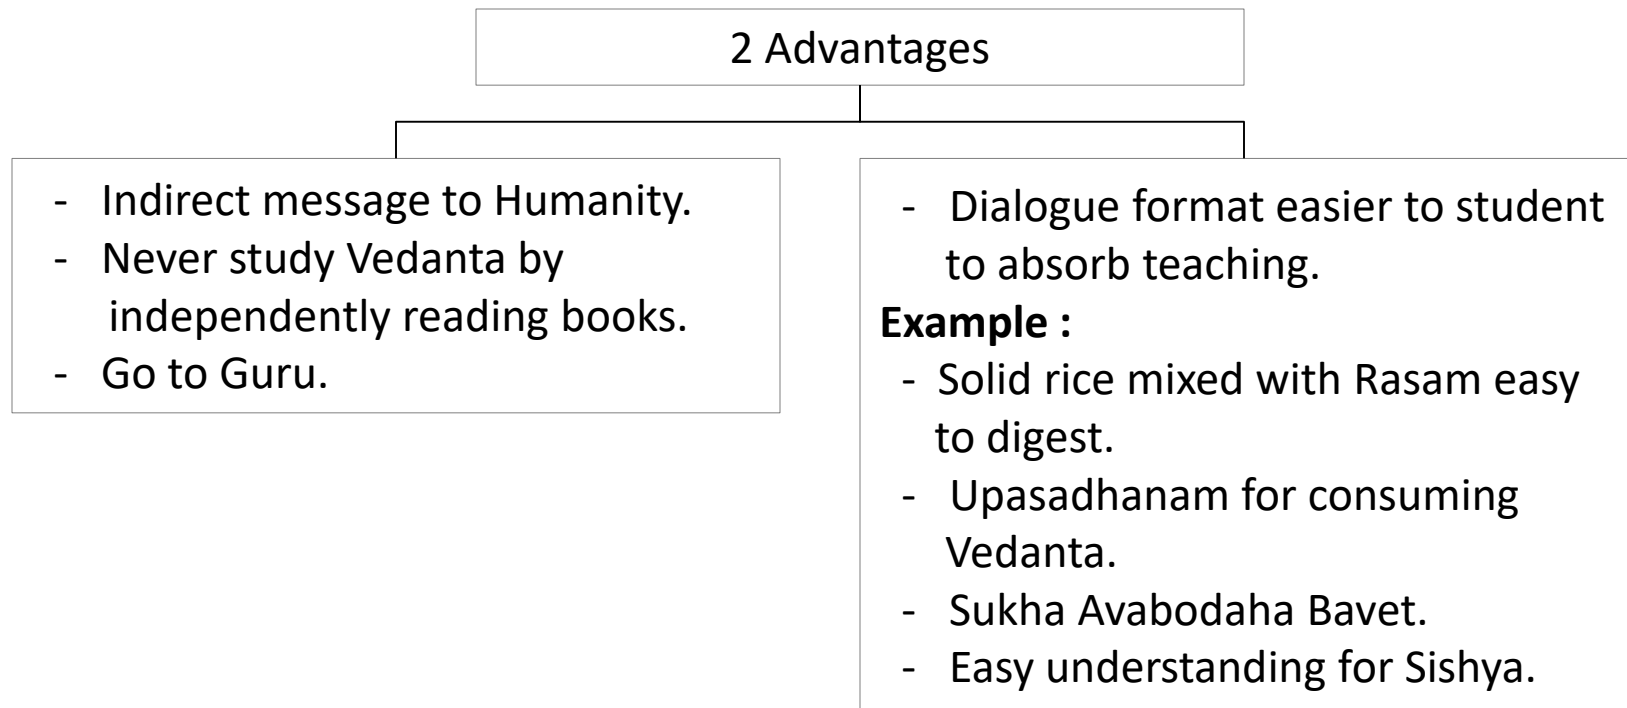 2 Advantages
- Indirect message to Humanity.
- Never study Vedanta by
independently reading books.
- Go to Guru.
- Dialogue format easier to student
to absorb teaching.
Example :
- Solid rice mixed with Rasam easy
to digest.
- Upasadhanam for consuming
Vedanta.
- Sukha Avabodaha Bavet.
- Easy understanding for Sishya.